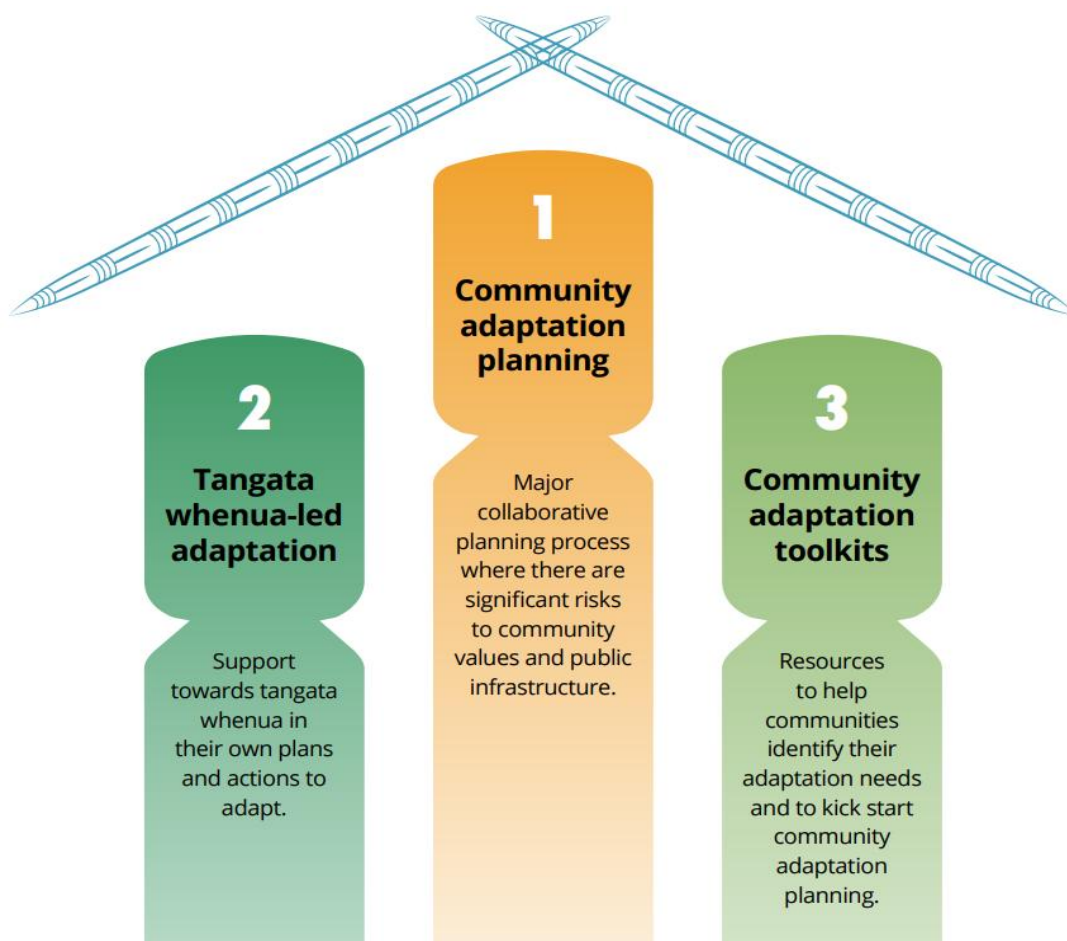 1
Community
adaptation
planning
Major
collaborative
planning process
where there are
significant risks
to community
values and public
infrastructure.
2
Tangata
whenua-led
adaptation
Support
towards tangata
whenua in
their own plans
and actions to
adapt.
3
Community
adaptation
toolkits
Resources
to help
communities
identify their
adaptation needs
and to kick start
community
adaptation
planning.